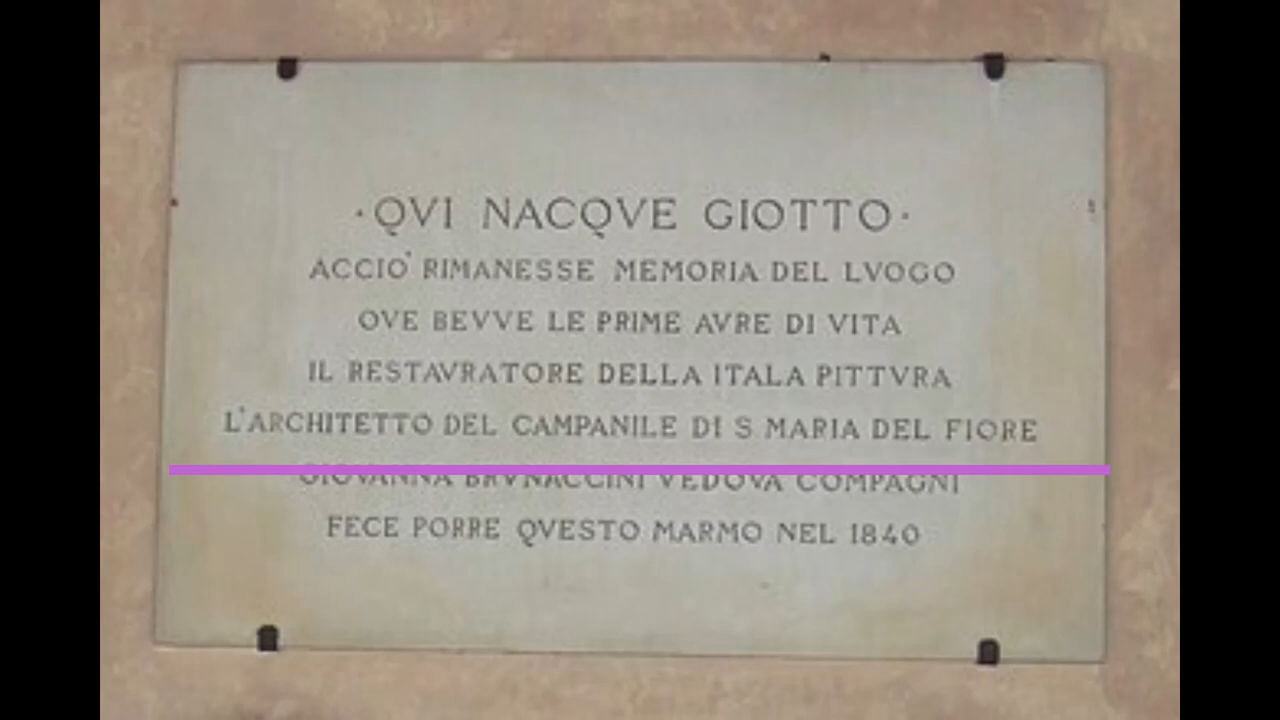 ·QVI NACQVE GIOTTO·
ACCIO' RIMANESSE MEMORIA DEL LVOGO
OVE BEVVE LE PRIME AVRE DI VITA
IL RESTAVRATORE DELLA ITALA PITTVRA
L'ARCHITETTO DEL CAMPANILE DI S. MARIA DEL FIORE
GIOVANNA BRVNACCINI VEDOVA COMPAGNI
FECE PORRE QVESTO MARMO NEL 1840